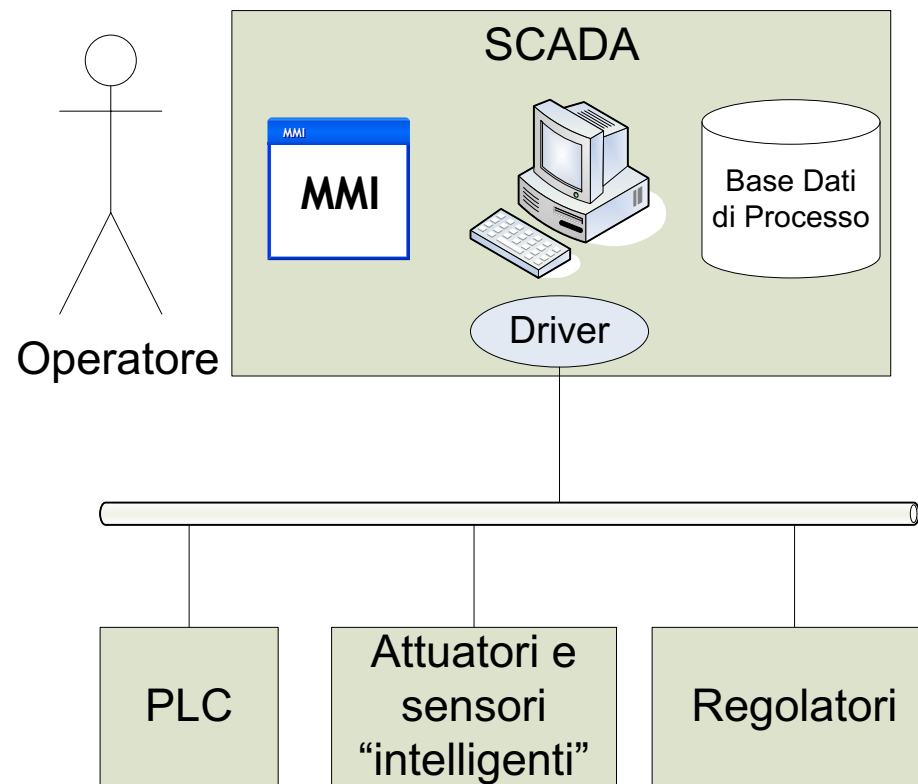 SCADA
MMI
MMI
Base Dati
di Processo
Driver
Operatore
PLC
Attuatori e
sensori
“intelligenti”
Regolatori